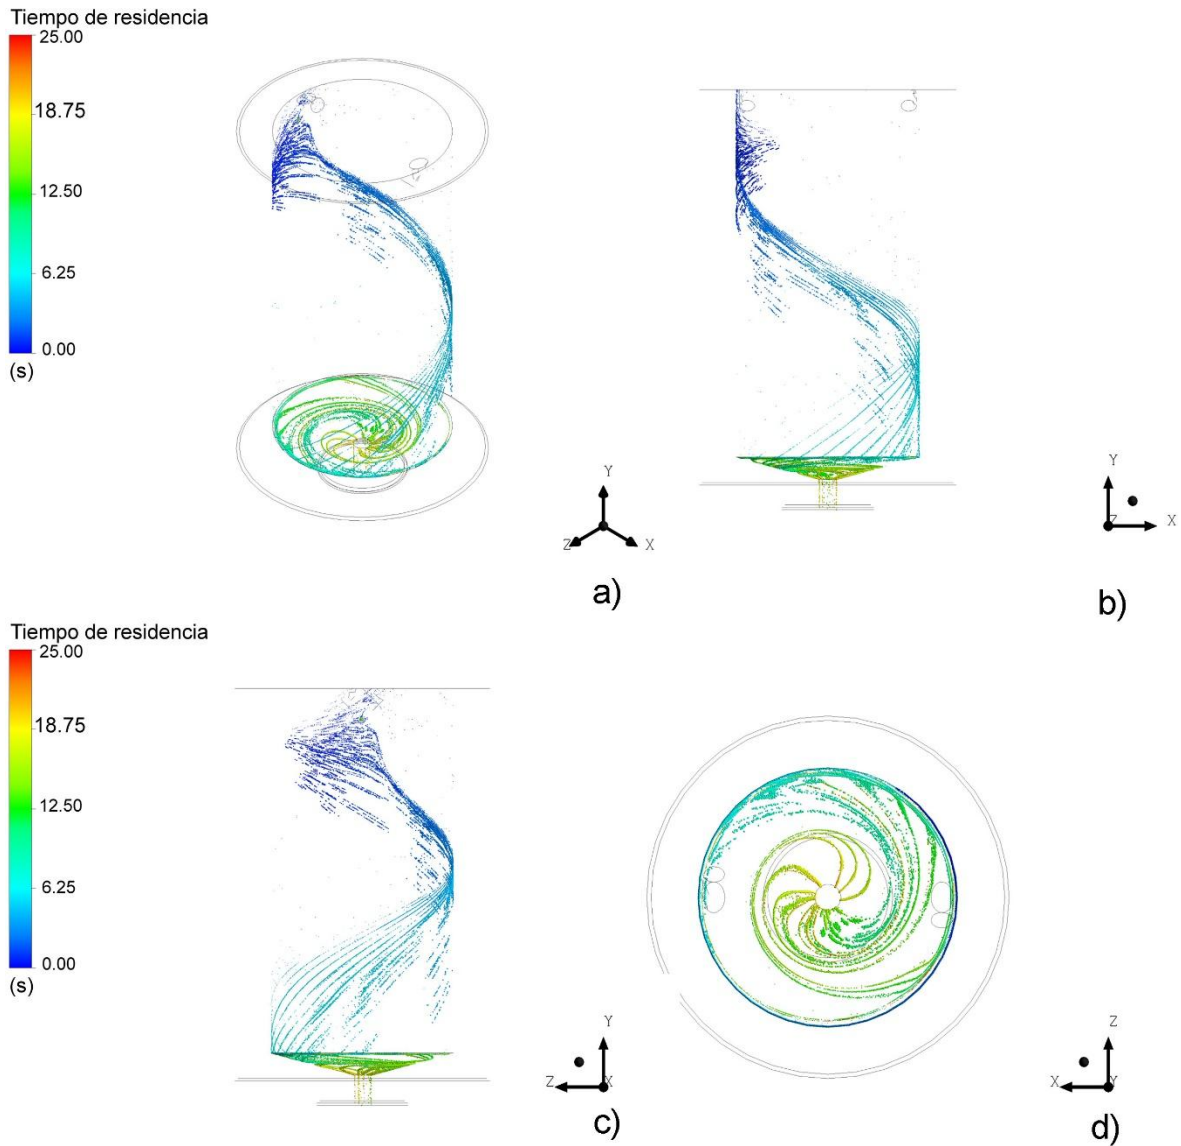 Tiempo de residencia
25.00
18.75
12.50
6.25
0.00
(s)
Y
Z
X
a)
Y
Z
X
b)
Tiempo de residencia
25.00
18.75
12.50
6.25
0.00
(s)
Y
Z
X
c)
Z
X
Y
d)